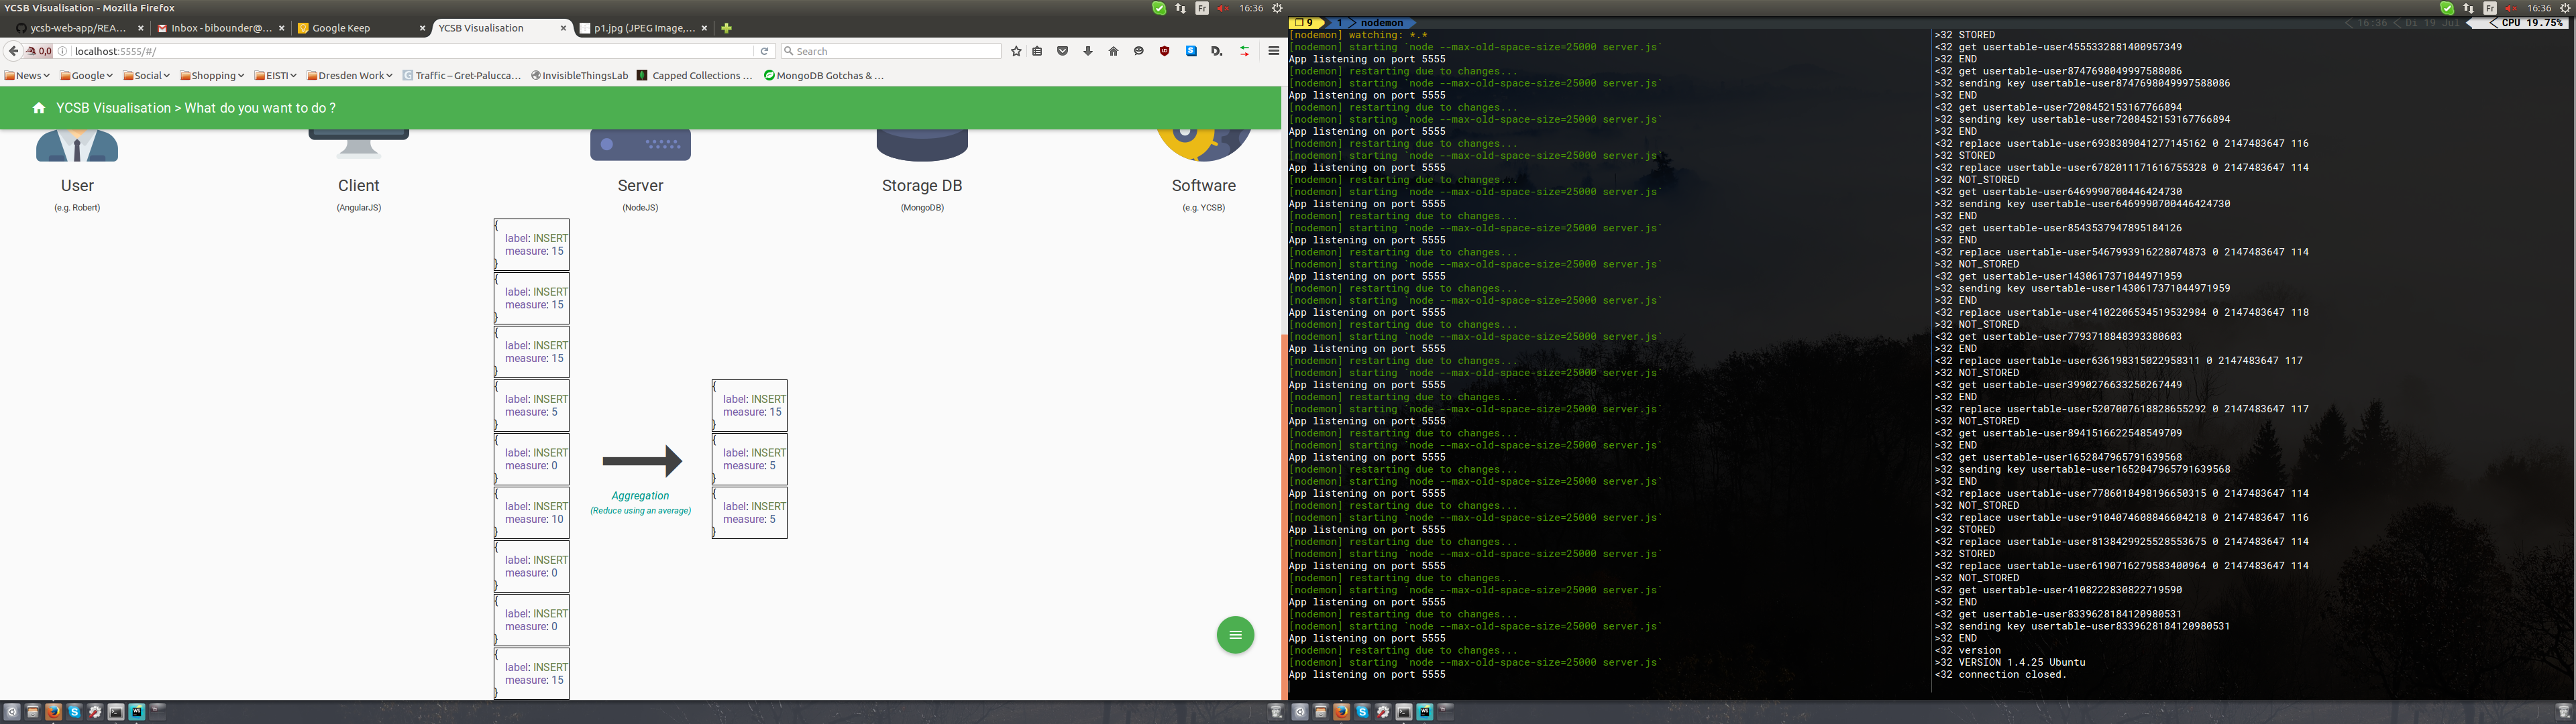 YCSB Visualisation - Mozilla Firefox
Fr
16:36
ycsb-web-app/REA...
Inbox - bibounder@...
Google Keep
YCSB Visualisation
p1.jpg (JPEG Image,...
0,0
localhost:5555/#/
Search
News
Google
Social
Shopping
EISTI
Dresden Work
Traffic – Gret-Palucca...
InvisibleThingsLab
Capped Collections ...
MongoDB Gotchas & ...
YCSB Visualisation > What do you want to do ?
User
(e.g. Robert)
Client
(AngularJS)
Server
(NodeJS)
Storage DB
(MongoDB)
Software
(e.g. YCSB)
{
label: INSERT
measure: 15
}
{
label: INSERT
measure: 15
}
{
label: INSERT
measure: 15
}
{
label: INSERT
measure: 5
}
{
label: INSERT
measure: 0
}
{
label: INSERT
measure: 10
}
{
label: INSERT
measure: 0
}
{
label: INSERT
measure: 0
}
{
label: INSERT
measure: 15
}
Aggregation
(Reduce using an average)
{
label: INSERT
measure: 15
}
{
label: INSERT
measure: 5
}
{
label: INSERT
measure: 5
}
Fr
16:36
9
1
nodemon
16:36
Di 19 Jul
CPU 19.75%
[nodemon] watching: *.*
[nodemon] starting `node --max-old-space-size=25000 server.js`
App listening on port 5555
[nodemon] restarting due to changes...
[nodemon] starting `node --max-old-space-size=25000 server.js`
App listening on port 5555
[nodemon] restarting due to changes...
[nodemon] starting `node --max-old-space-size=25000 server.js`
App listening on port 5555
[nodemon] restarting due to changes...
[nodemon] starting `node --max-old-space-size=25000 server.js`
App listening on port 5555
[nodemon] restarting due to changes...
[nodemon] starting `node --max-old-space-size=25000 server.js`
App listening on port 5555
[nodemon] restarting due to changes...
[nodemon] starting `node --max-old-space-size=25000 server.js`
App listening on port 5555
[nodemon] restarting due to changes...
[nodemon] starting `node --max-old-space-size=25000 server.js`
App listening on port 5555
[nodemon] restarting due to changes...
[nodemon] starting `node --max-old-space-size=25000 server.js`
App listening on port 5555
[nodemon] restarting due to changes...
[nodemon] starting `node --max-old-space-size=25000 server.js`
App listening on port 5555
[nodemon] restarting due to changes...
[nodemon] starting `node --max-old-space-size=25000 server.js`
App listening on port 5555
[nodemon] restarting due to changes...
[nodemon] starting `node --max-old-space-size=25000 server.js`
App listening on port 5555
[nodemon] restarting due to changes...
[nodemon] starting `node --max-old-space-size=25000 server.js`
App listening on port 5555
[nodemon] restarting due to changes...
[nodemon] starting `node --max-old-space-size=25000 server.js`
App listening on port 5555
[nodemon] restarting due to changes...
[nodemon] starting `node --max-old-space-size=25000 server.js`
App listening on port 5555
[nodemon] restarting due to changes...
[nodemon] starting `node --max-old-space-size=25000 server.js`
App listening on port 5555
[nodemon] restarting due to changes...
[nodemon] starting `node --max-old-space-size=25000 server.js`
App listening on port 5555
[nodemon] restarting due to changes...
[nodemon] starting `node --max-old-space-size=25000 server.js`
App listening on port 5555
[nodemon] restarting due to changes...
[nodemon] starting `node --max-old-space-size=25000 server.js`
App listening on port 5555
>32 STORED
<32 get usertable-user4555332881400957349
>32 END
<32 get usertable-user8747698049997588086
>32 sending key usertable-user8747698049997588086
>32 END
<32 get usertable-user7208452153167766894
>32 sending key usertable-user7208452153167766894
>32 END
<32 replace usertable-user6938389041277145162 0 2147483647 116
>32 STORED
<32 replace usertable-user6782011171616755328 0 2147483647 114
>32 NOT_STORED
<32 get usertable-user6469990700446424730
>32 sending key usertable-user6469990700446424730
>32 END
<32 get usertable-user8543537947895184126
>32 END
<32 replace usertable-user5467993916228074873 0 2147483647 114
>32 NOT_STORED
<32 get usertable-user1430617371044971959
>32 sending key usertable-user1430617371044971959
>32 END
<32 replace usertable-user4102206534519532984 0 2147483647 118
>32 NOT_STORED
<32 get usertable-user7793718848393380603
>32 END
<32 replace usertable-user636198315022958311 0 2147483647 117
>32 NOT_STORED
<32 get usertable-user3990276633250267449
>32 END
<32 replace usertable-user5207007618828655292 0 2147483647 117
>32 NOT_STORED
<32 get usertable-user8941516622548549709
>32 END
<32 get usertable-user1652847965791639568
>32 sending key usertable-user1652847965791639568
>32 END
<32 replace usertable-user7786018498196650315 0 2147483647 114
>32 NOT_STORED
<32 replace usertable-user9104074608846604218 0 2147483647 116
>32 STORED
<32 replace usertable-user8138429925528553675 0 2147483647 114
>32 STORED
<32 replace usertable-user6190716279583400964 0 2147483647 114
>32 NOT_STORED
<32 get usertable-user4108222830822719590
>32 END
<32 get usertable-user8339628184120980531
>32 sending key usertable-user8339628184120980531
>32 END
<32 version
>32 VERSION 1.4.25 Ubuntu
<32 connection closed.